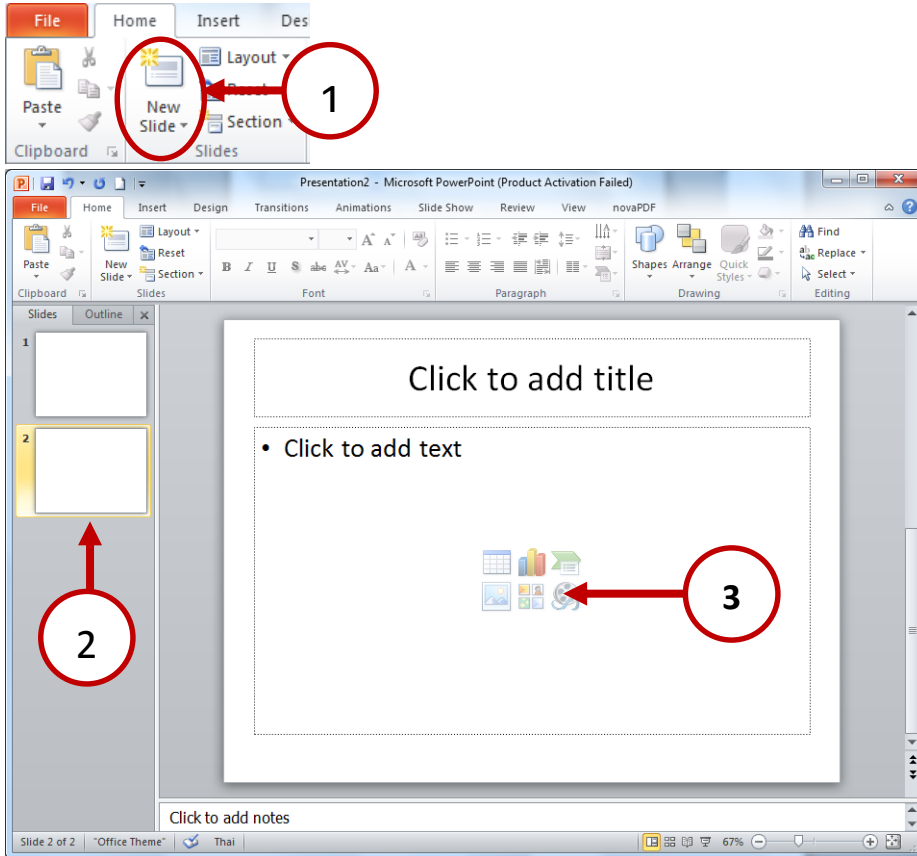 File Home Insert Des
Layout
Paste New Slide Reset
Section
Clipboard Slides
1
Presentation2 - Microsoft PowerPoint (Product Activation Failed)
File Home Insert Design Transitions Animations Slide Show Review View novaPDF
Paste New Slide Layout Reset Section
B I U S abc AV Aa A A A
Shapes Arrange Quick Styles
Find
Replace
Select
Clipboard Slides Font Paragraph Drawing Editing
Slides Outline
1
2
Click to add title
• Click to add text
3
2
Click to add notes
Slide 2 of 2 "Office Theme" Thai 67%